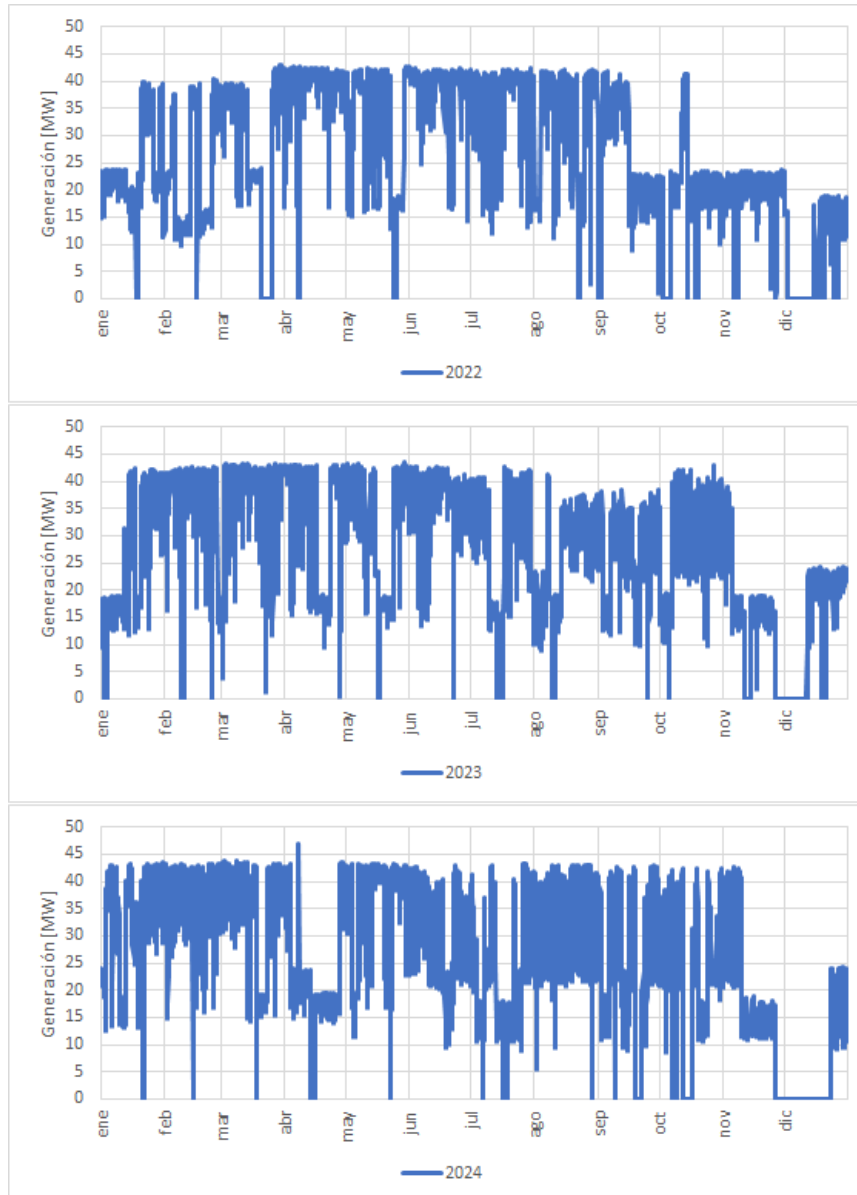 50
45
40
35
30
25
20
15
10
5
0
Generación [MW]
ene
feb
mar
abr
may
jun
jul
ago
sep
oct
nov
dic
2022
50
45
40
35
30
25
20
15
10
5
0
Generación [MW]
ene
feb
mar
abr
may
jun
jul
ago
sep
oct
nov
dic
2023
50
45
40
35
30
25
20
15
10
5
0
Generación [MW]
ene
feb
mar
abr
may
jun
jul
ago
sep
oct
nov
dic
2024